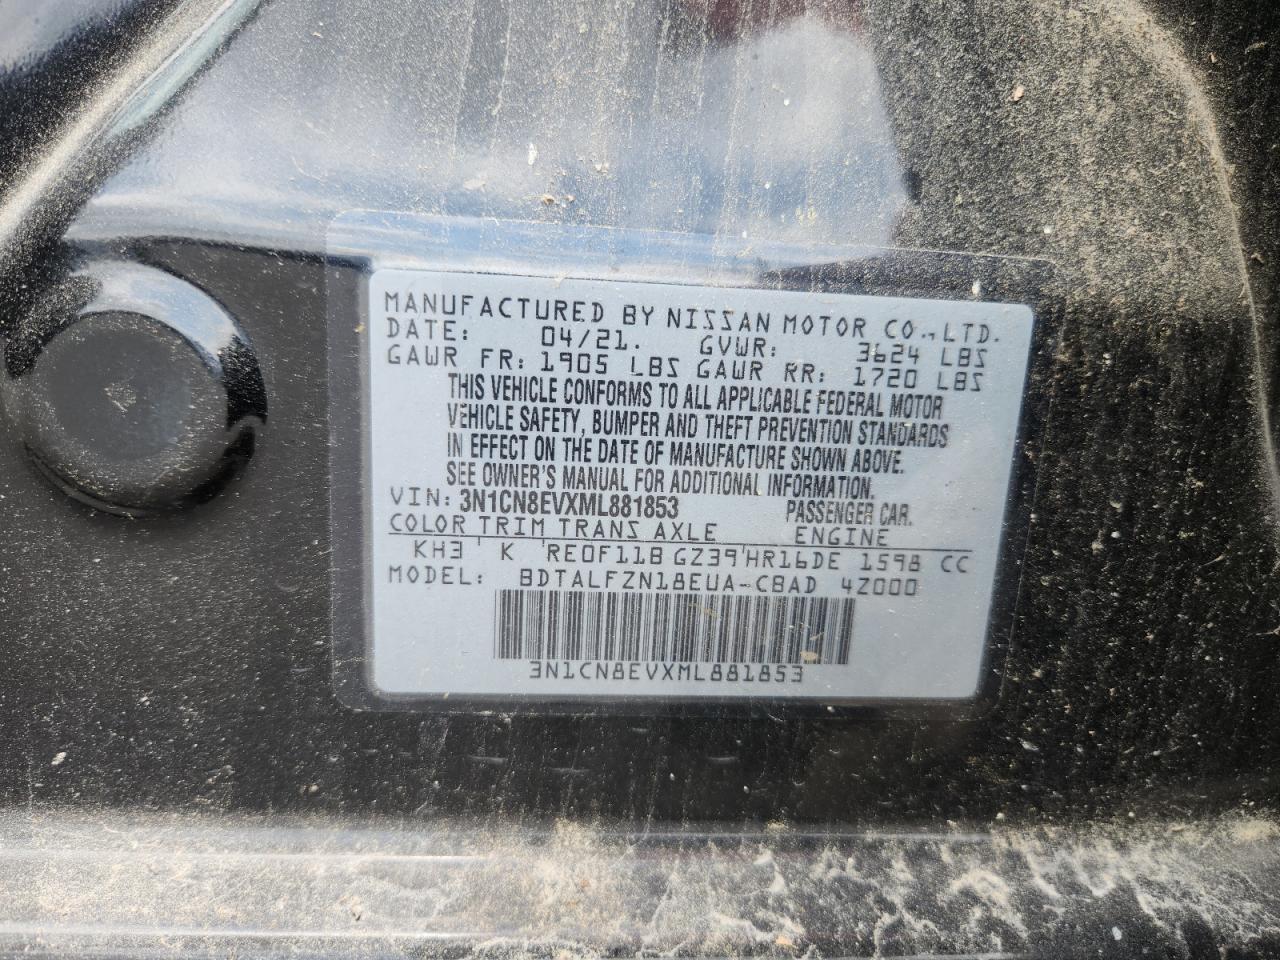 MANUFACTURED BY NISSAN MOTOR CO., LTD.
DATE: 04/21. GVWR: 3624 LBS
GAWR FR: 1905 LBS GAWR RR: 1720 LBS
THIS VEHICLE CONFORMS TO ALL APPLICABLE FEDERAL MOTOR
VEHICLE SAFETY, BUMPER AND THEFT PREVENTION STANDARDS
IN EFFECT ON THE DATE OF MANUFACTURE SHOWN ABOVE.
SEE OWNER'S MANUAL FOR ADDITIONAL INFORMATION.
VIN: 3N1CN8EVXML881853 PASSENGER CAR.
COLOR TRIM TRANS AXLE ENGINE
KH3 K RE0F11B GZ39 HR16DE 1598 CC
MODEL: BDTALFZN18EUA-CBAD 4Z000
3N1CN8EVXML881853